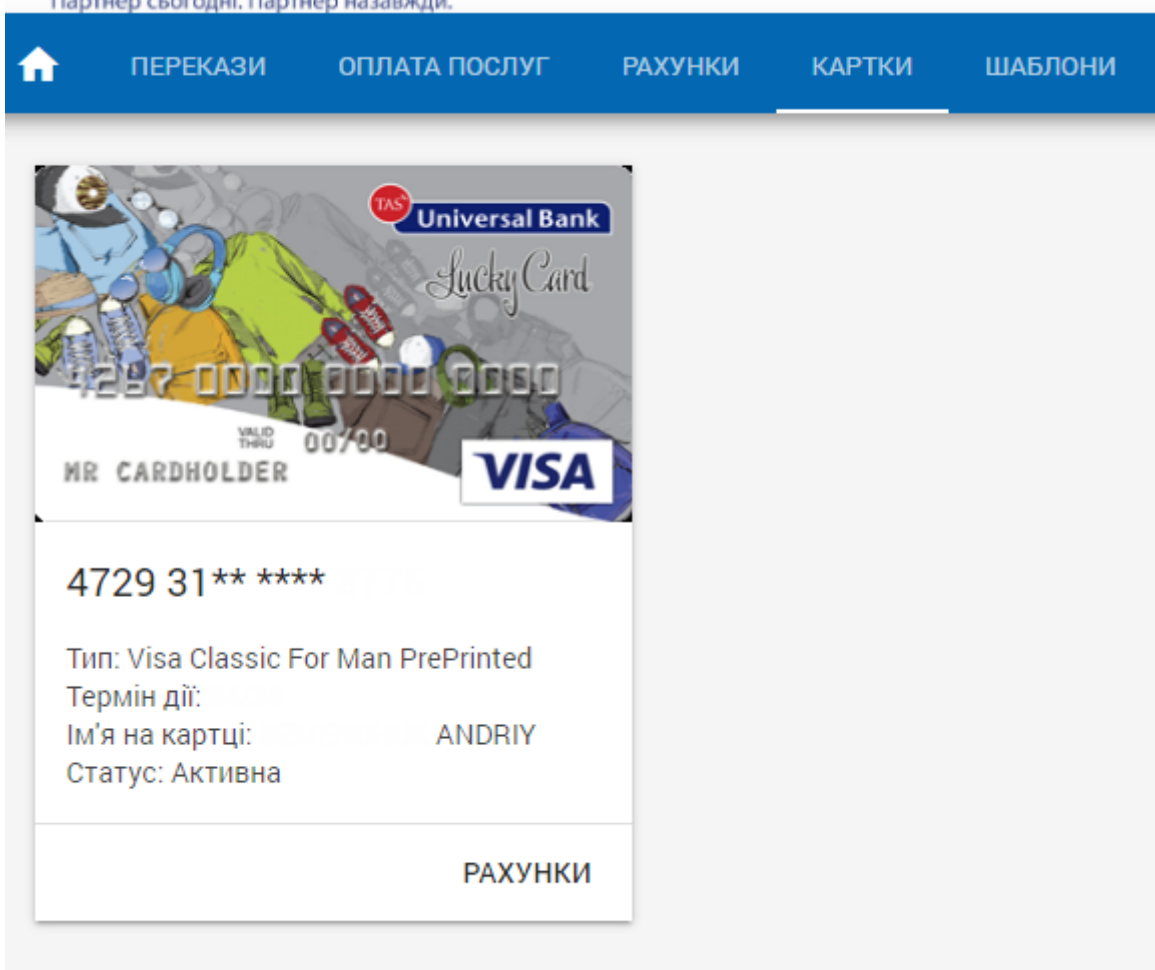 Партнер сьогодні. Партнер назавжди.
ПЕРЕКАЗИ ОПЛАТА ПОСЛУГ РАХУНКИ КАРТКИ ШАБЛОНИ
TAS
Universal Bank
Lucky Card
4287 0000 0000 0000
VALID
THRU 00/00
MR CARDHOLDER
VISA
4729 31** ****
Тип: Visa Classic For Man PrePrinted
Термін дії:
Ім'я на картці: ANDRIY
Статус: Активна
РАХУНКИ